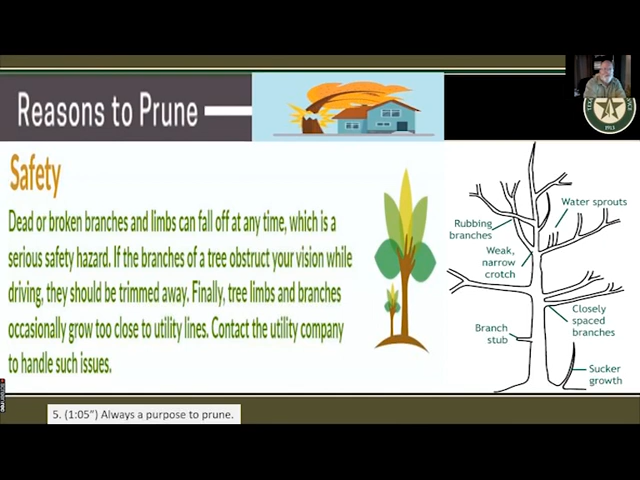 Reasons to Prune
Safety
Dead or broken branches and limbs can fall off at any time, which is a
serious safety hazard. If the branches of a tree obstruct your vision while
driving, they should be trimmed away. Finally, tree limbs and branches
occasionally grow too close to utility lines. Contact the utility company
to handle such issues.
Water sprouts
Rubbing
branches
Weak,
narrow
crotch
Closely
spaced
branches
Branch
stub
Sucker
growth
5. (1:05”) Always a purpose to prune.
1915